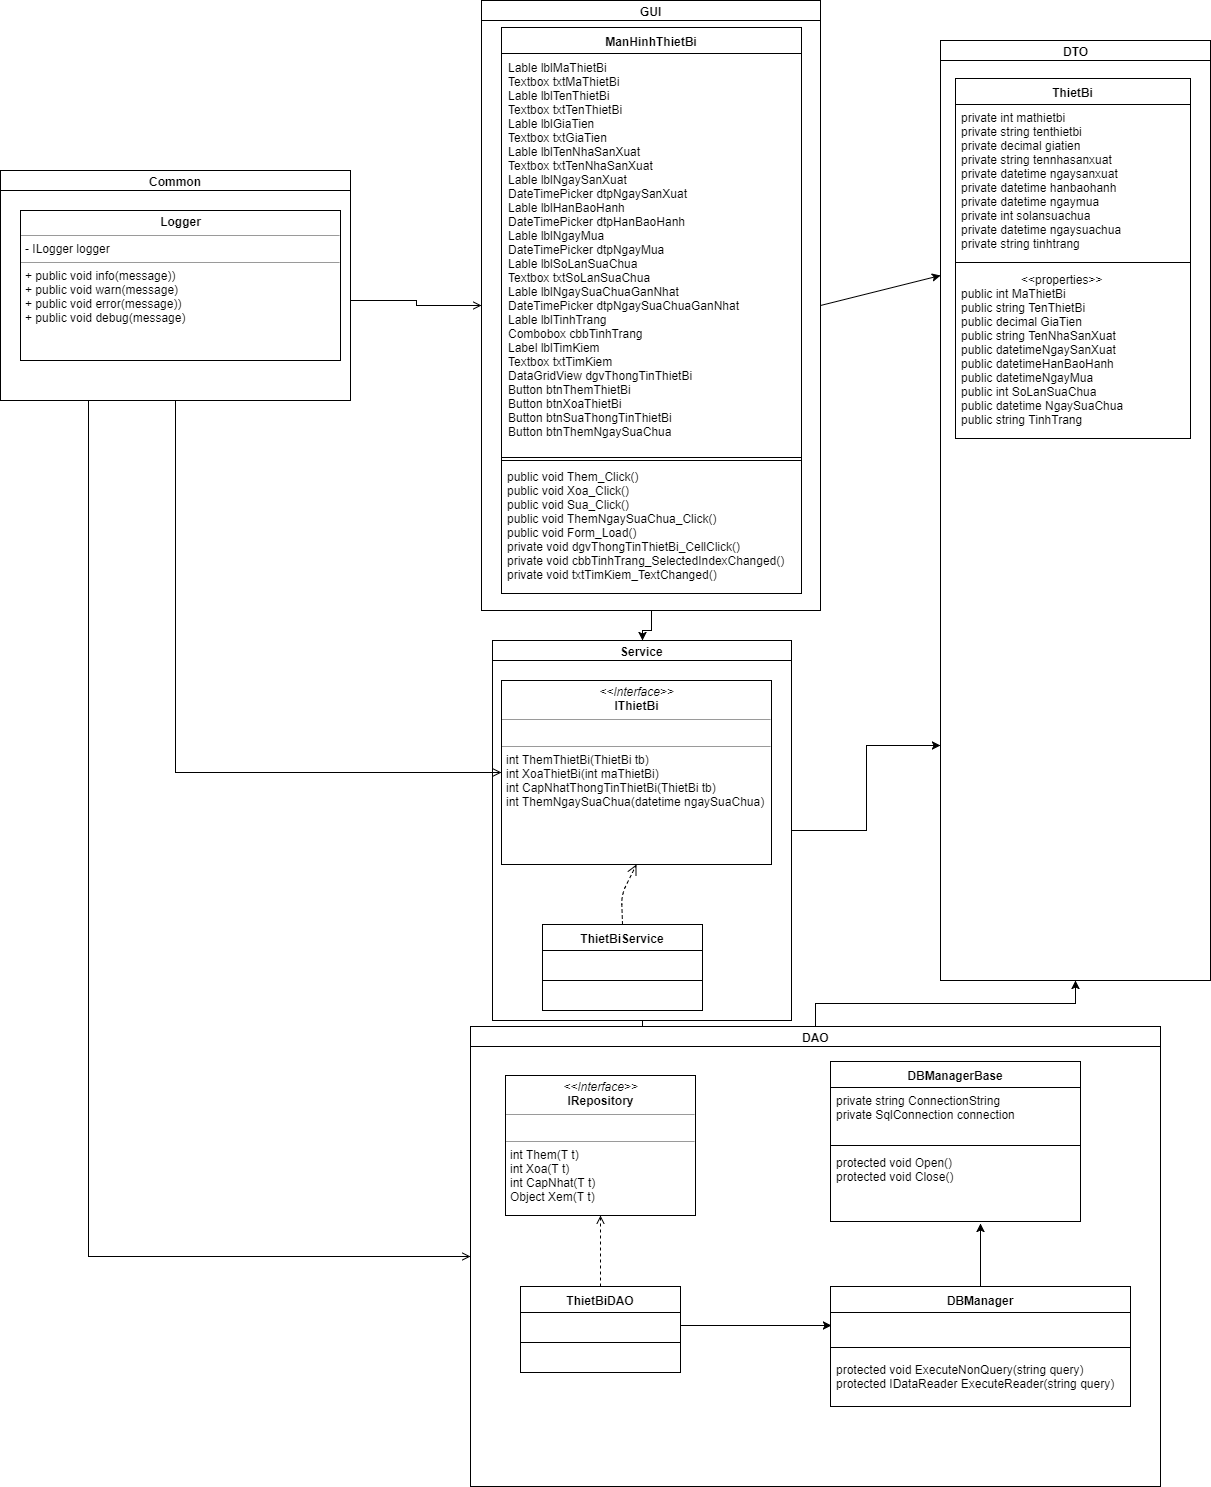 GUI
ManHinhThietBi
Lable lblMaThietBi
Textbox txtMaThietBi
Lable lblTenThietBi
Textbox txtTenThietBi
Lable lblGiaTien
Textbox txtGiaTien
Lable lblTenNhaSanXuat
Textbox txtTenNhaSanXuat
Lable lblNgaySanXuat
DateTimePicker dtpNgaySanXuat
Lable lblHanBaoHanh
DateTimePicker dtpHanBaoHanh
Lable lblNgayMua
DateTimePicker dtpNgayMua
Lable lblSoLanSuaChua
Textbox txtSoLanSuaChua
Lable lblNgaySuaChuaGanNhat
DateTimePicker dtpNgaySuaChuaGanNhat
Lable lblTinhTrang
Combobox cbbTinhTrang
Label lblTimKiem
Textbox txtTimKiem
DataGridView dgvThongTinThietBi
Button btnThemThietBi
Button btnXoaThietBi
Button btnSuaThongTinThietBi
Button btnThemNgaySuaChua
public void Them_Click()
public void Xoa_Click()
public void Sua_Click()
public void ThemNgaySuaChua_Click()
public void Form_Load()
private void dgvThongTinThietBi_CellClick()
private void cbbTinhTrang_SelectedIndexChanged()
private void txtTimKiem_TextChanged()
DTO
ThietBi
private int mathietbi
private string tenthietbi
private decimal giatien
private string tennhasanxuat
private datetime ngaysanxuat
private datetime hanbaohanh
private datetime ngaymua
private int solansuachua
private datetime ngaysuachua
private string tinhtrang
<<properties>>
public int MaThietBi
public string TenThietBi
public decimal GiaTien
public string TenNhaSanXuat
public datetimeNgaySanXuat
public datetimeHanBaoHanh
public datetimeNgayMua
public int SoLanSuaChua
public datetime NgaySuaChua
public string TinhTrang
Common
Logger
- ILogger logger
+ public void info(message))
+ public void warn(message)
+ public void error(message))
+ public void debug(message)
Service
<<Interface>>
IThietBi
int ThemThietBi(ThietBi tb)
int XoaThietBi(int maThietBi)
int CapNhatThongTinThietBi(ThietBi tb)
int ThemNgaySuaChua(datetime ngaySuaChua)
ThietBiService
DAO
<<Interface>>
IRepository
int Them(T t)
int Xoa(T t)
int CapNhat(T t)
Object Xem(T t)
DBManagerBase
private string ConnectionString
private SqlConnection connection
protected void Open()
protected void Close()
ThietBiDAO
DBManager
protected void ExecuteNonQuery(string query)
protected IDataReader ExecuteReader(string query)